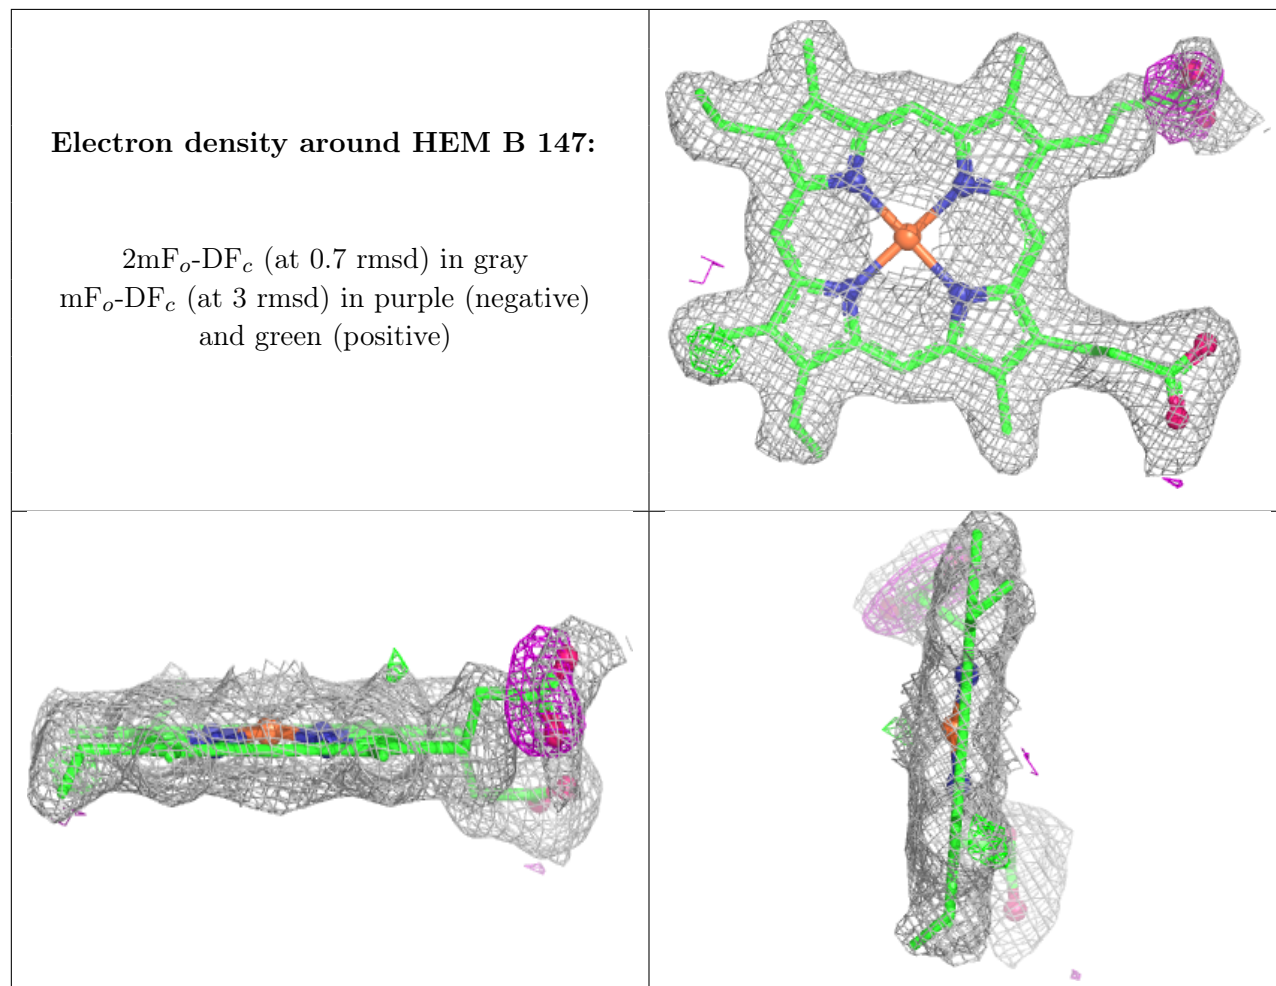 Electron density around HEM B 147:
2mFo-DFc (at 0.7 rmsd) in gray
mFo-DFc (at 3 rmsd) in purple (negative)
and green (positive)